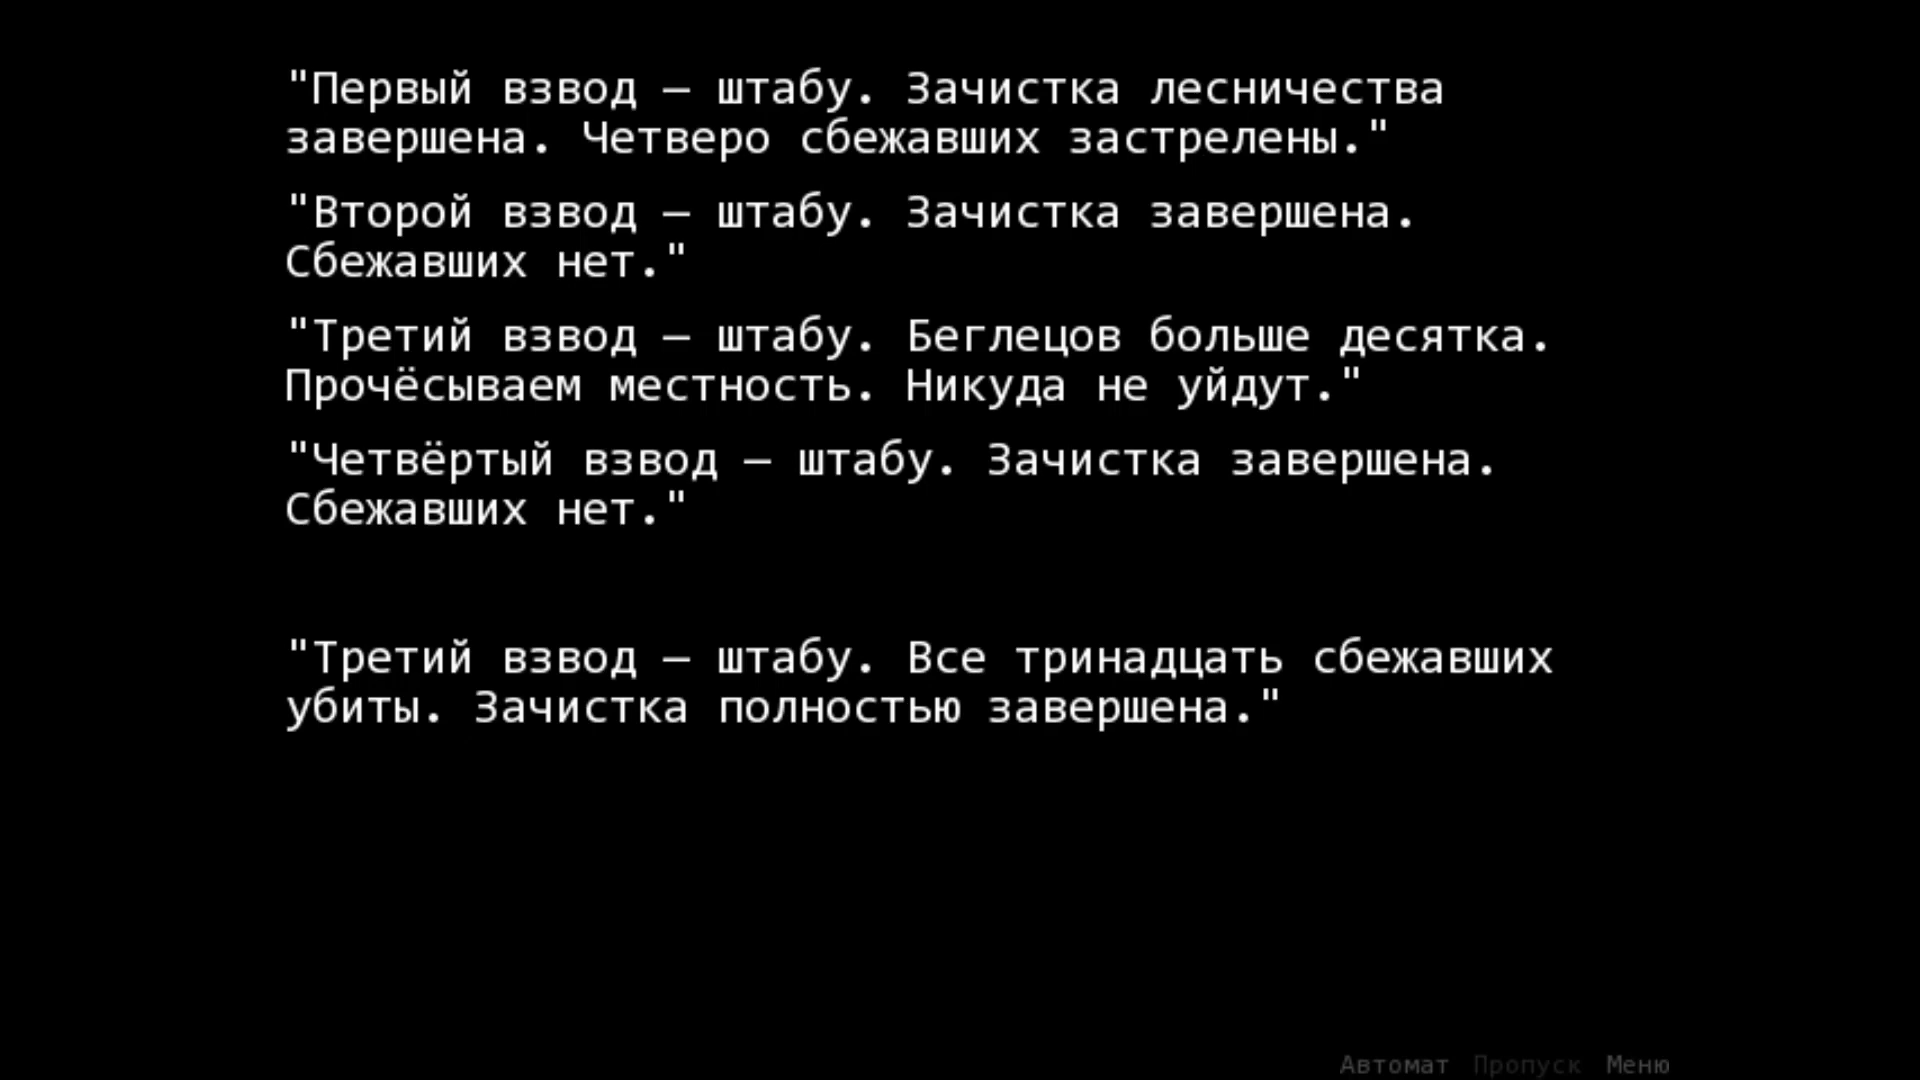 "Первый взвод — штабу. Зачистка лесничества
завершена. Четверо сбежавших застрелены."
"Второй взвод — штабу. Зачистка завершена.
Сбежавших нет."
"Третий взвод — штабу. Беглецов больше десятка.
Прочёсываем местность. Никуда не уйдут."
"Четвёртый взвод — штабу. Зачистка завершена.
Сбежавших нет."
"Третий взвод — штабу. Все тринадцать сбежавших
убиты. Зачистка полностью завершена."
Автомат Пропуск Меню